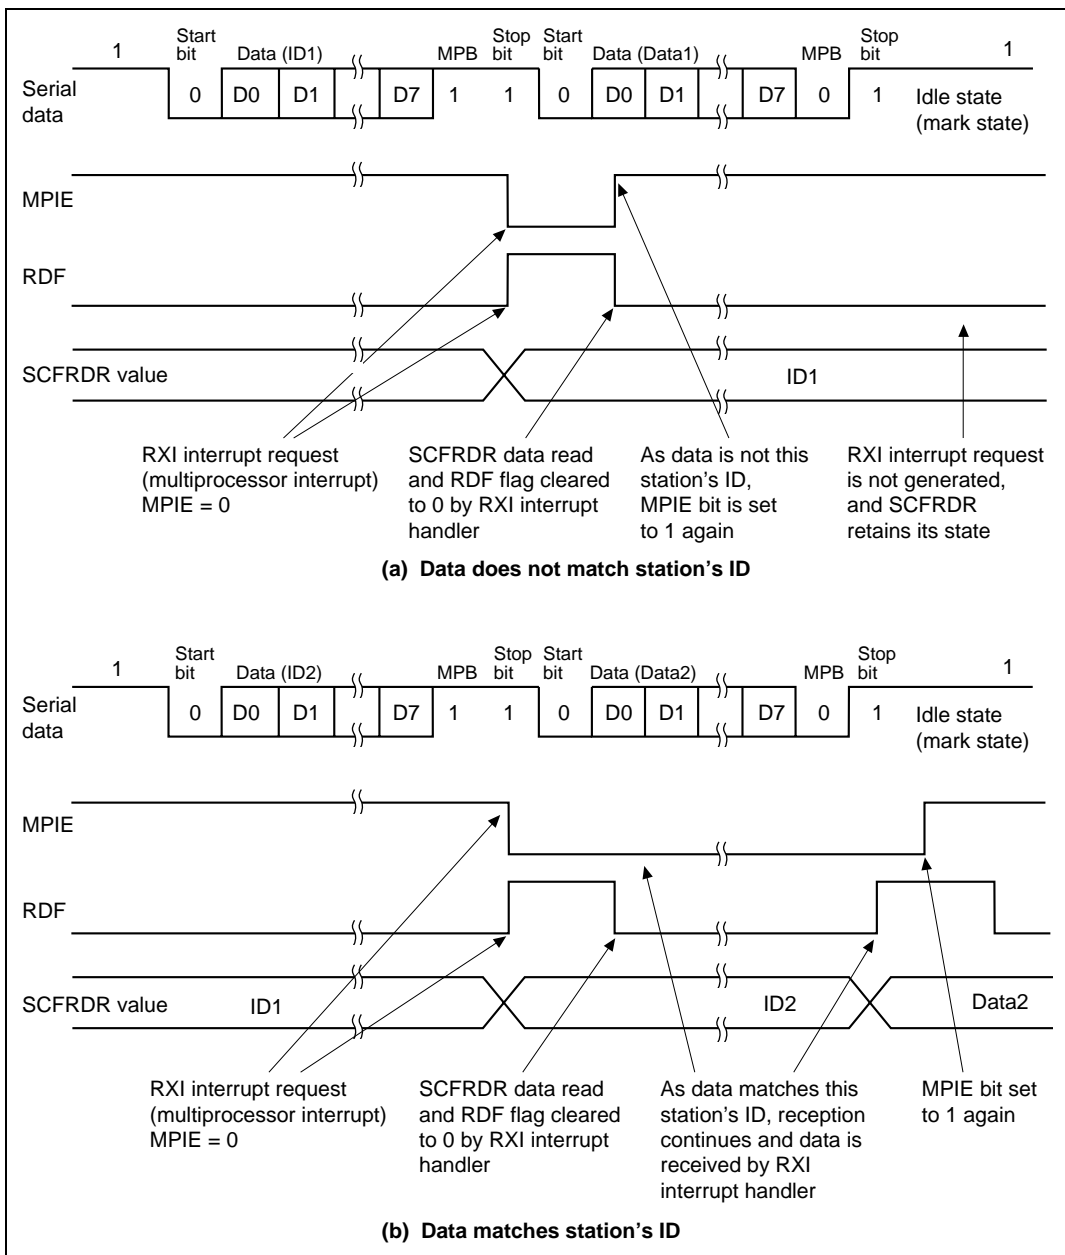 1 Start bit Data (ID1) MPB Stop bit Start bit Data (Data1) MPB Stop bit 1
Serial data 0 D0 D1 D7 1 1 0 D0 D1 D7 0 1 Idle state (mark state)
MPIE
RDF
SCFRDR value ID1
RXI interrupt request
(multiprocessor interrupt)
MPIE = 0
SCFRDR data read
and RDF flag cleared
to 0 by RXI interrupt
handler
As data is not this
station's ID,
MPIE bit is set
to 1 again
RXI interrupt request
is not generated,
and SCFRDR
retains its state
(a) Data does not match station's ID
1 Start bit Data (ID2) MPB Stop bit Start bit Data (Data2) MPB Stop bit 1
Serial data 0 D0 D1 D7 1 1 0 D0 D1 D7 0 1 Idle state (mark state)
MPIE
RDF
SCFRDR value ID1 ID2 Data2
RXI interrupt request
(multiprocessor interrupt)
MPIE = 0
SCFRDR data read
and RDF flag cleared
to 0 by RXI interrupt
handler
As data matches this
station's ID, reception
continues and data is
received by RXI
interrupt handler
MPIE bit set
to 1 again
(b) Data matches station's ID